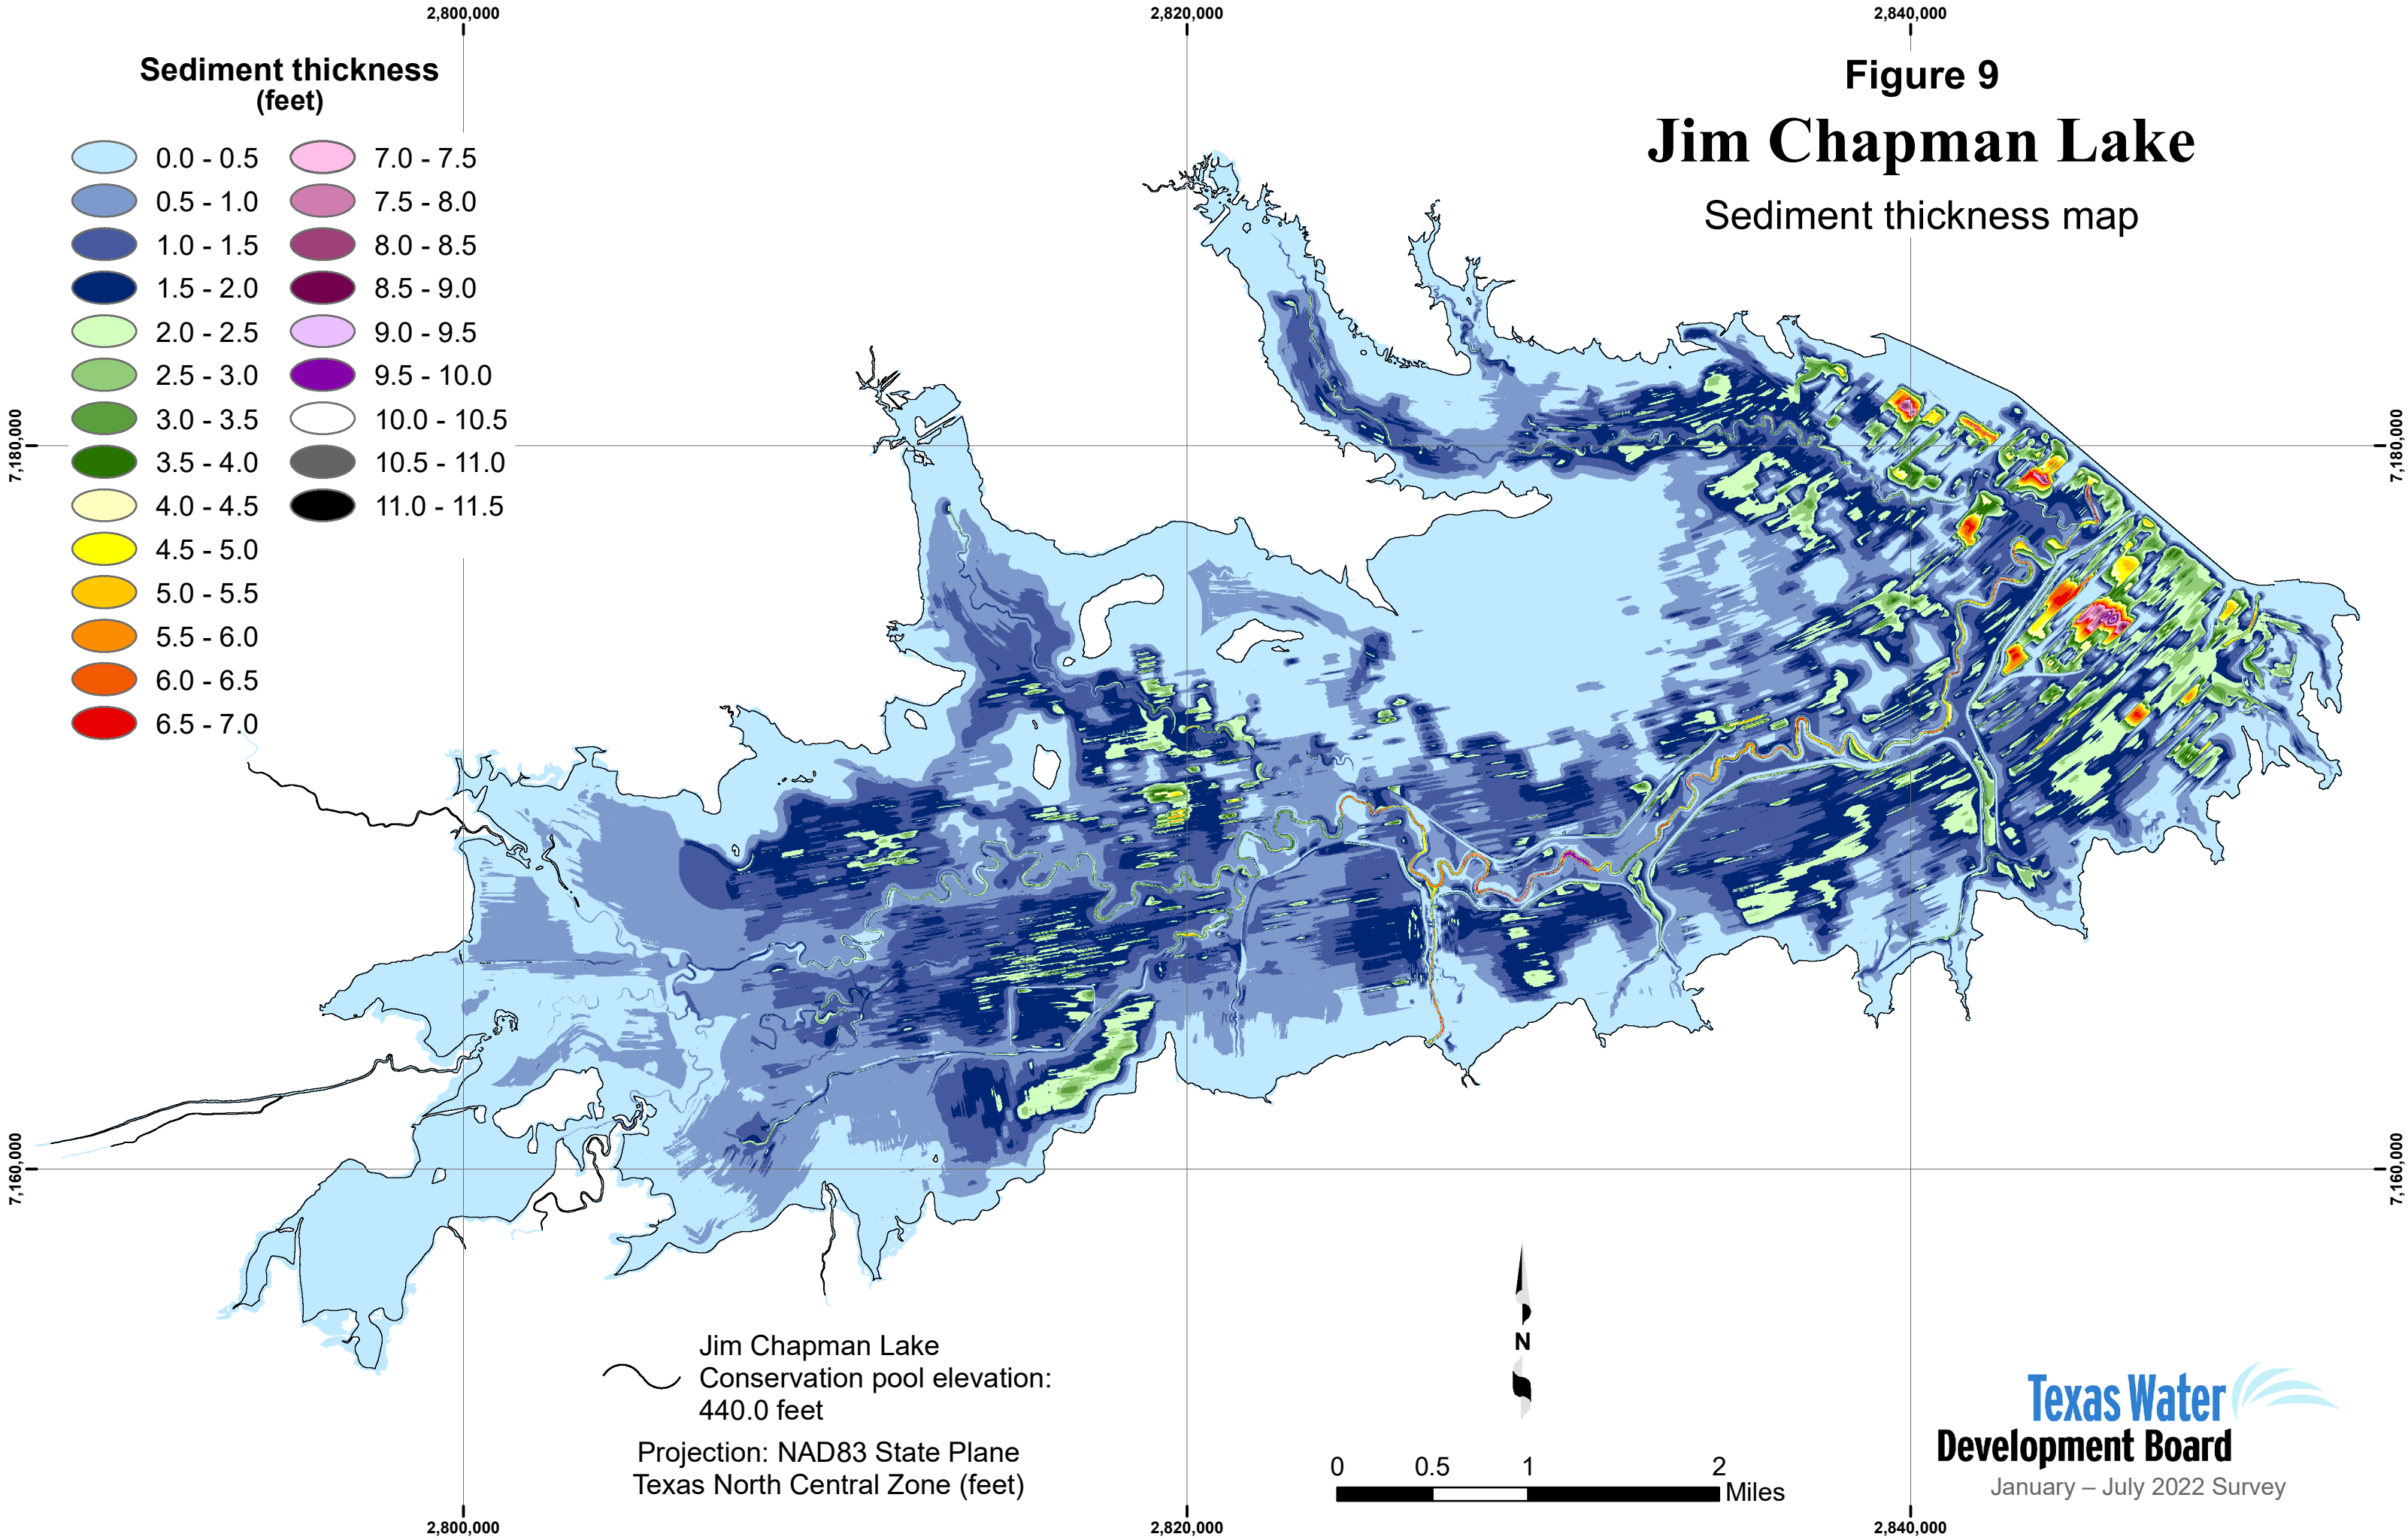 2,800,000
2,820,000
2,840,000
Figure 9
Jim Chapman Lake
Sediment thickness map
Sediment thickness
(feet)
0.0 - 0.5
0.5 - 1.0
1.0 - 1.5
1.5 - 2.0
2.0 - 2.5
2.5 - 3.0
3.0 - 3.5
3.5 - 4.0
4.0 - 4.5
4.5 - 5.0
5.0 - 5.5
5.5 - 6.0
6.0 - 6.5
6.5 - 7.0
7.0 - 7.5
7.5 - 8.0
8.0 - 8.5
8.5 - 9.0
9.0 - 9.5
9.5 - 10.0
10.0 - 10.5
10.5 - 11.0
11.0 - 11.5
7,180,000
7,180,000
7,160,000
7,160,000
Jim Chapman Lake
Conservation pool elevation:
440.0 feet
Projection: NAD83 State Plane
Texas North Central Zone (feet)
N
0 0.5 1 2
Miles
Texas Water
Development Board
January – July 2022 Survey
2,800,000
2,820,000
2,840,000